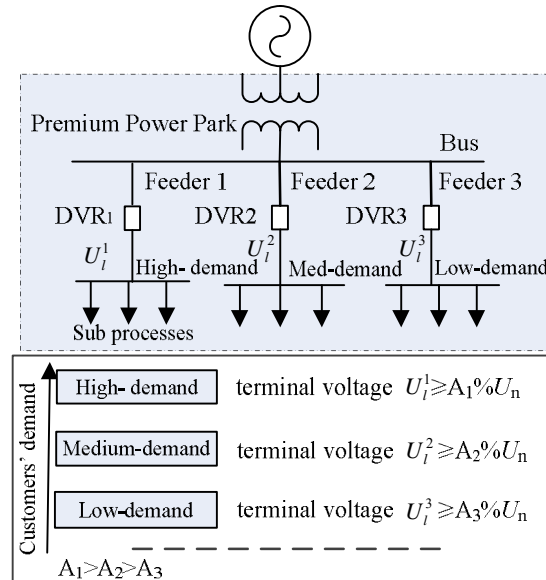 Premium Power Park
Bus
Feeder 1 Feeder 2 Feeder 3
DVR1 DVR2 DVR3
U_l^1 U_l^2 U_l^3
High- demand Med-demand Low-demand
Sub processes
Customers' demand
High- demand terminal voltage U_l^1≥A1%Un
Medium-demand terminal voltage U_l^2≥A2%Un
Low-demand terminal voltage U_l^3≥A3%Un
A1>A2>A3